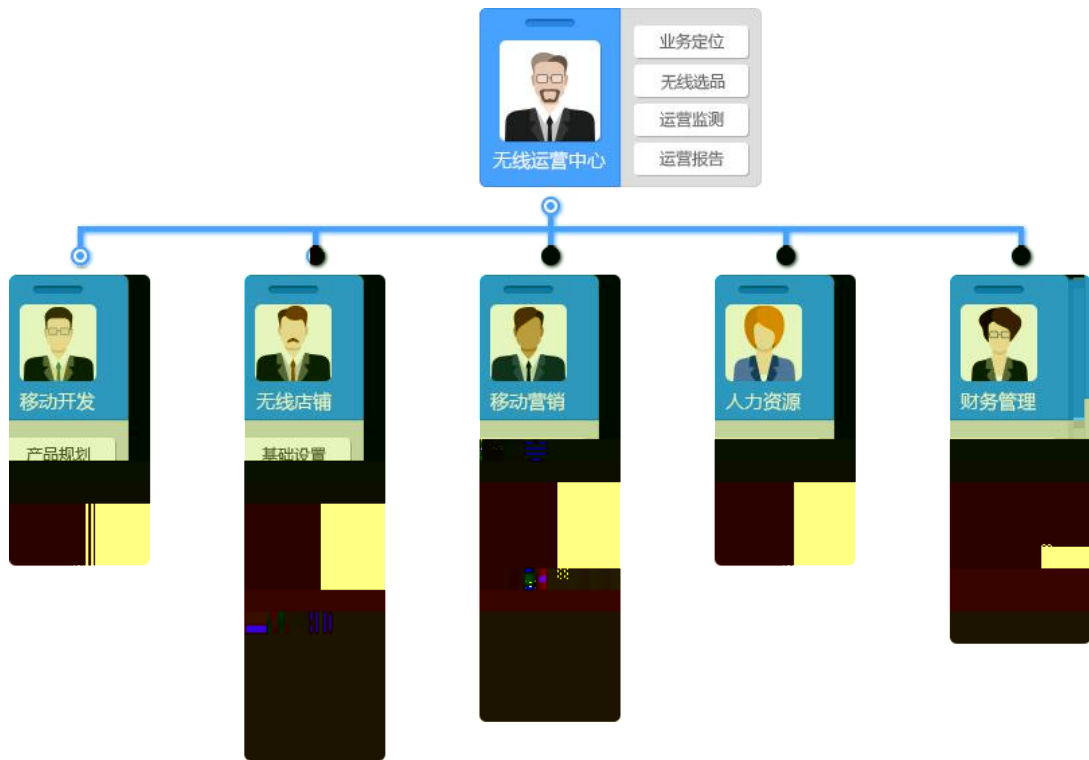 业务定位
无线选品
运营监测
运营报告
无线运营中心
移动开发
无线店铺
移动营销
人力资源
财务管理
产品规划
基础设置